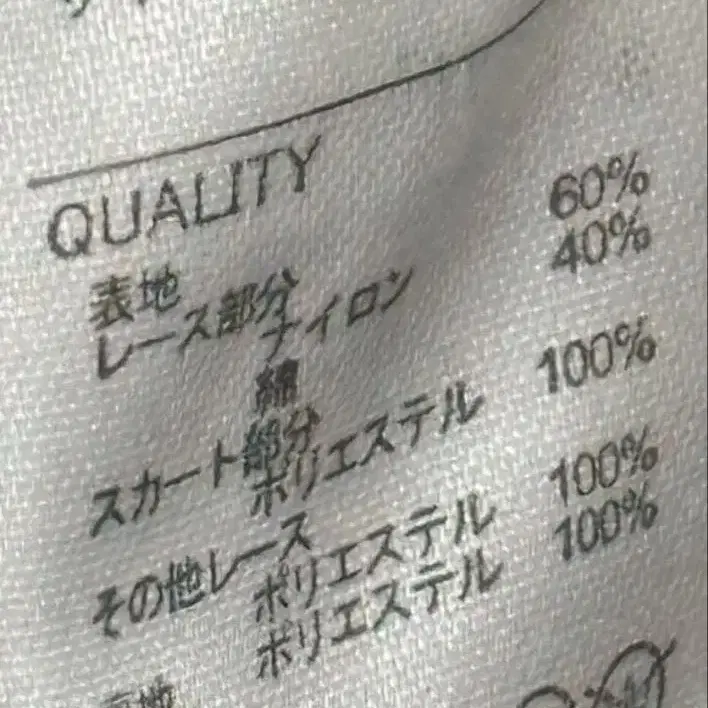 QUALITY
表地
レース部分
ナイロン 60%
綿 40%
スカート部分
ポリエステル 100%
その他レース
ポリエステル 100%
ポリエステル 100%